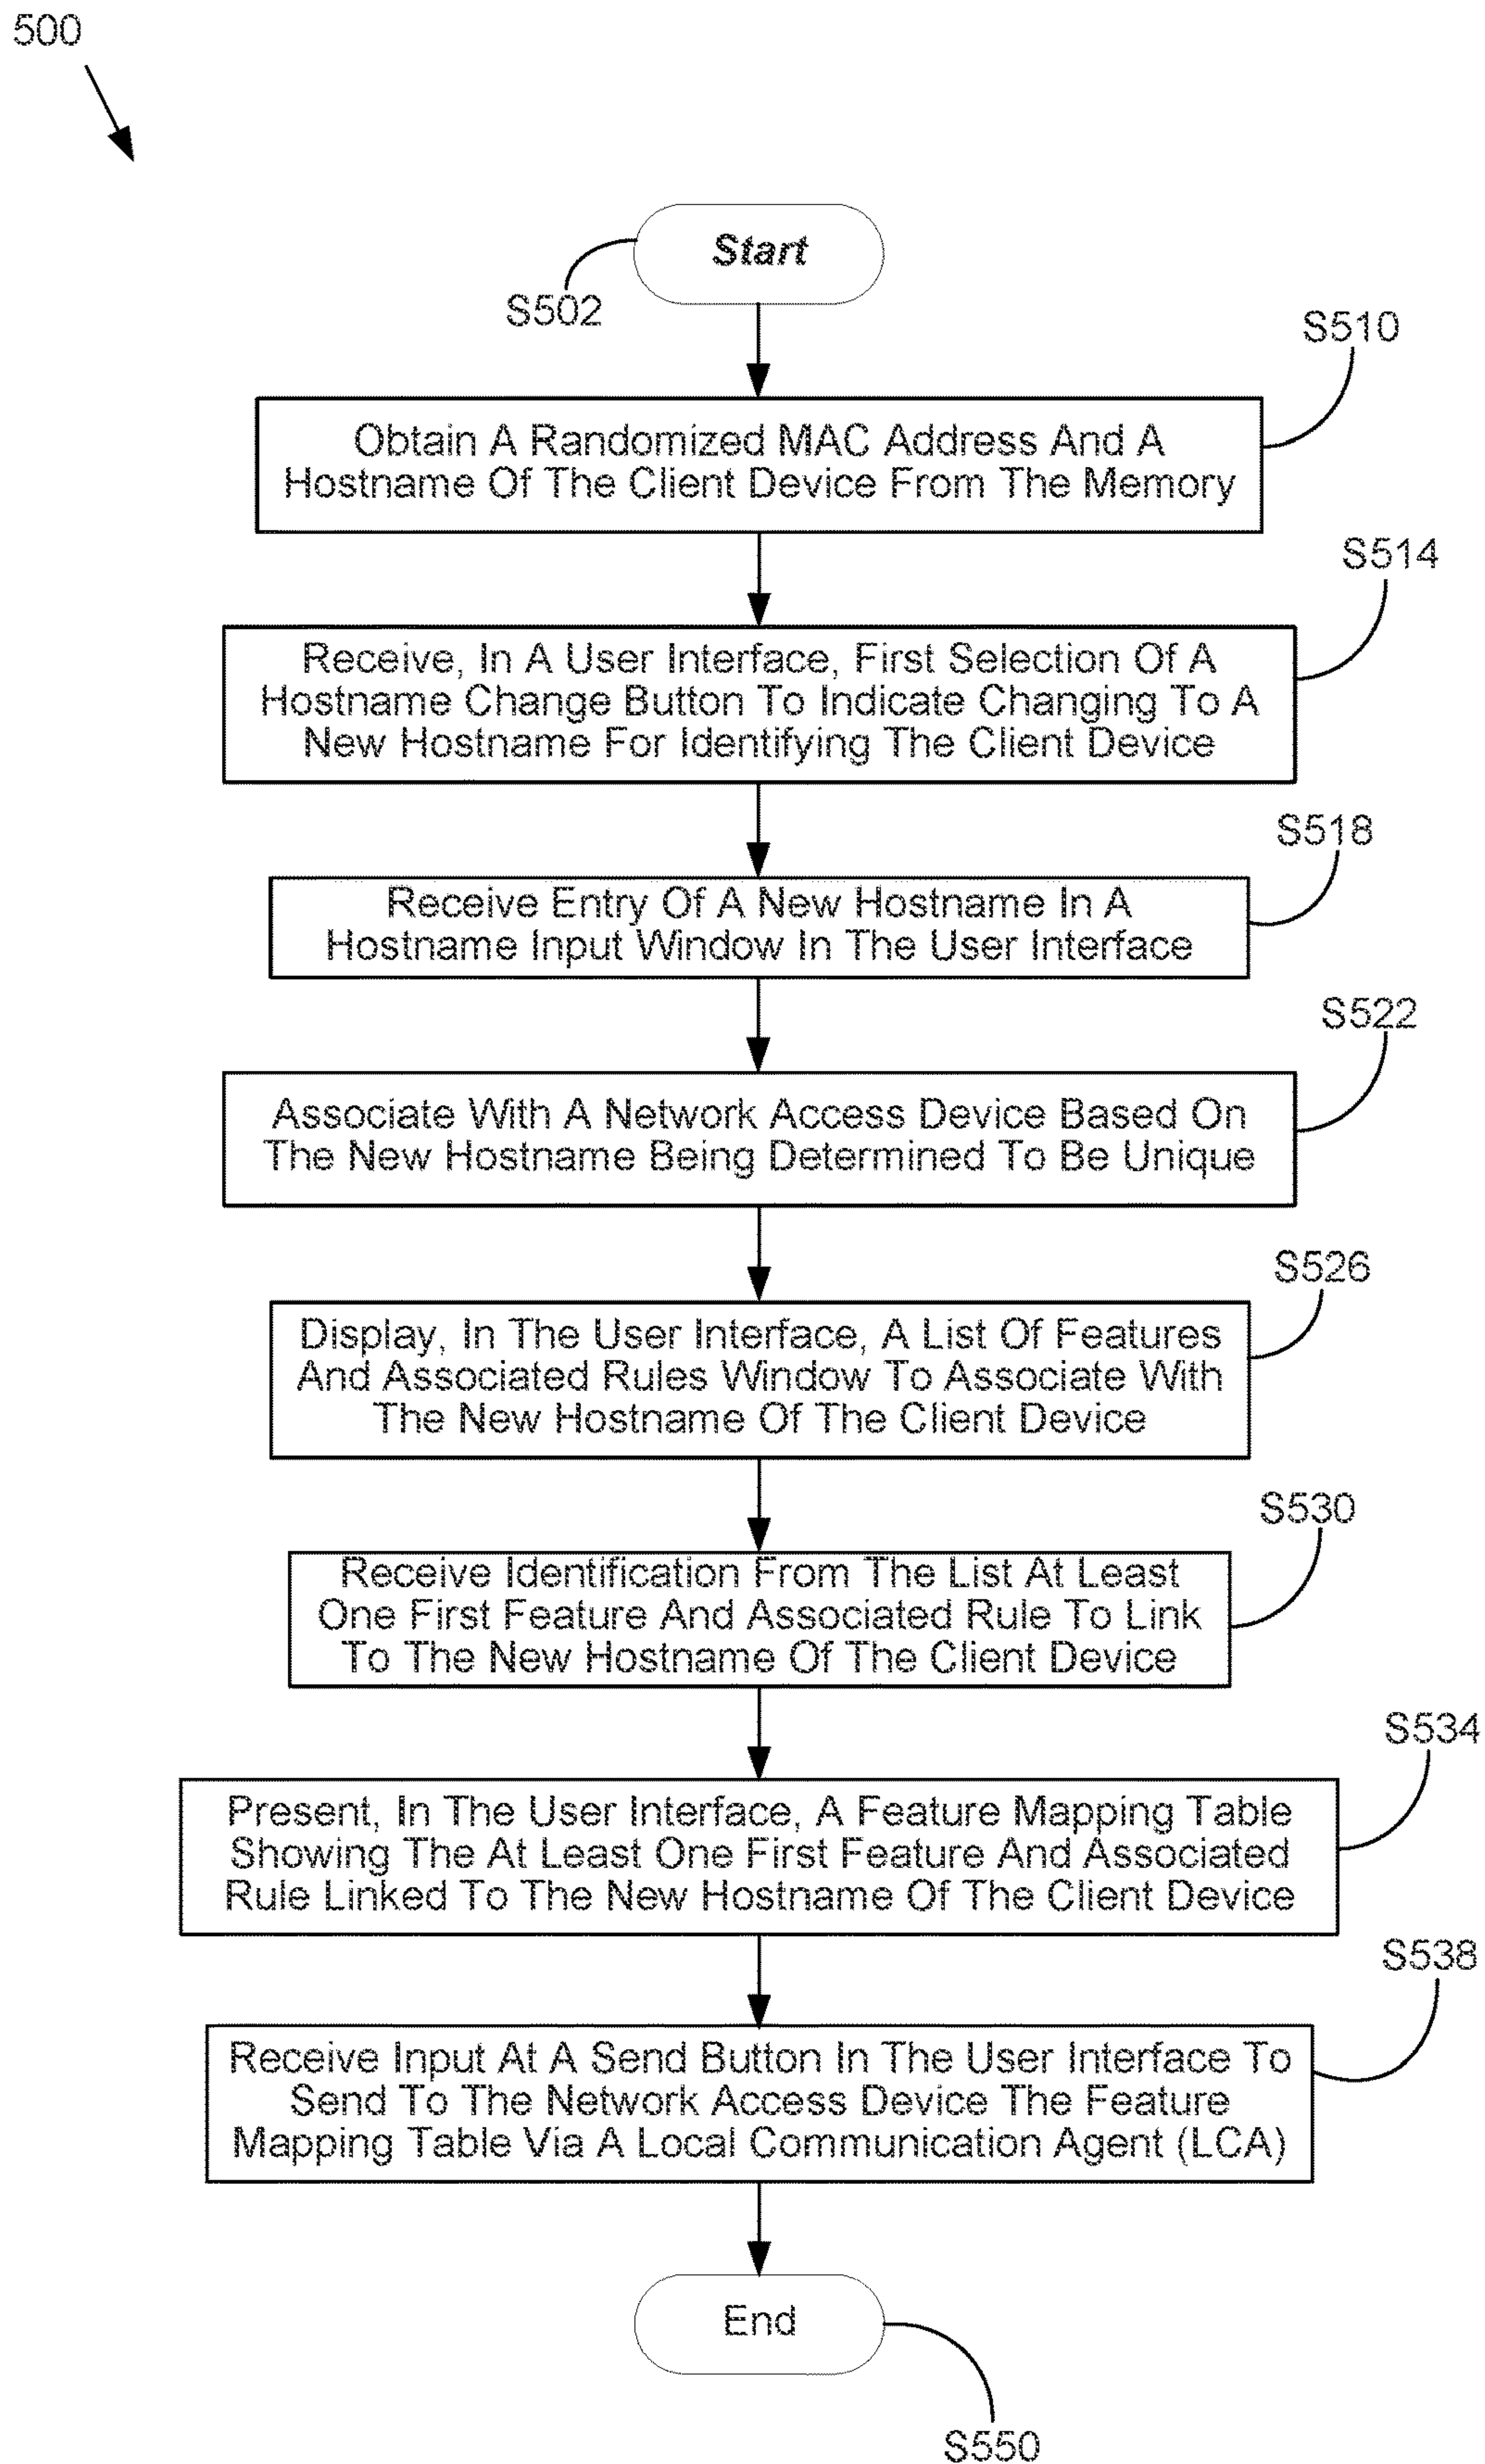 500
Start
S502
S510
Obtain A Randomized MAC Address And A
Hostname Of The Client Device From The Memory
S514
Receive, In A User Interface, First Selection Of A
Hostname Change Button To Indicate Changing To A
New Hostname For Identifying The Client Device
S518
Receive Entry Of A New Hostname In A
Hostname Input Window In The User Interface
S522
Associate With A Network Access Device Based On
The New Hostname Being Determined To Be Unique
S526
Display, In The User Interface, A List Of Features
And Associated Rules Window To Associate With
The New Hostname Of The Client Device
S530
Receive Identification From The List At Least
One First Feature And Associated Rule To Link
To The New Hostname Of The Client Device
S534
Present, In The User Interface, A Feature Mapping Table
Showing The At Least One First Feature And Associated
Rule Linked To The New Hostname Of The Client Device
S538
Receive Input At A Send Button In The User Interface To
Send To The Network Access Device The Feature
Mapping Table Via A Local Communication Agent (LCA)
End
S550